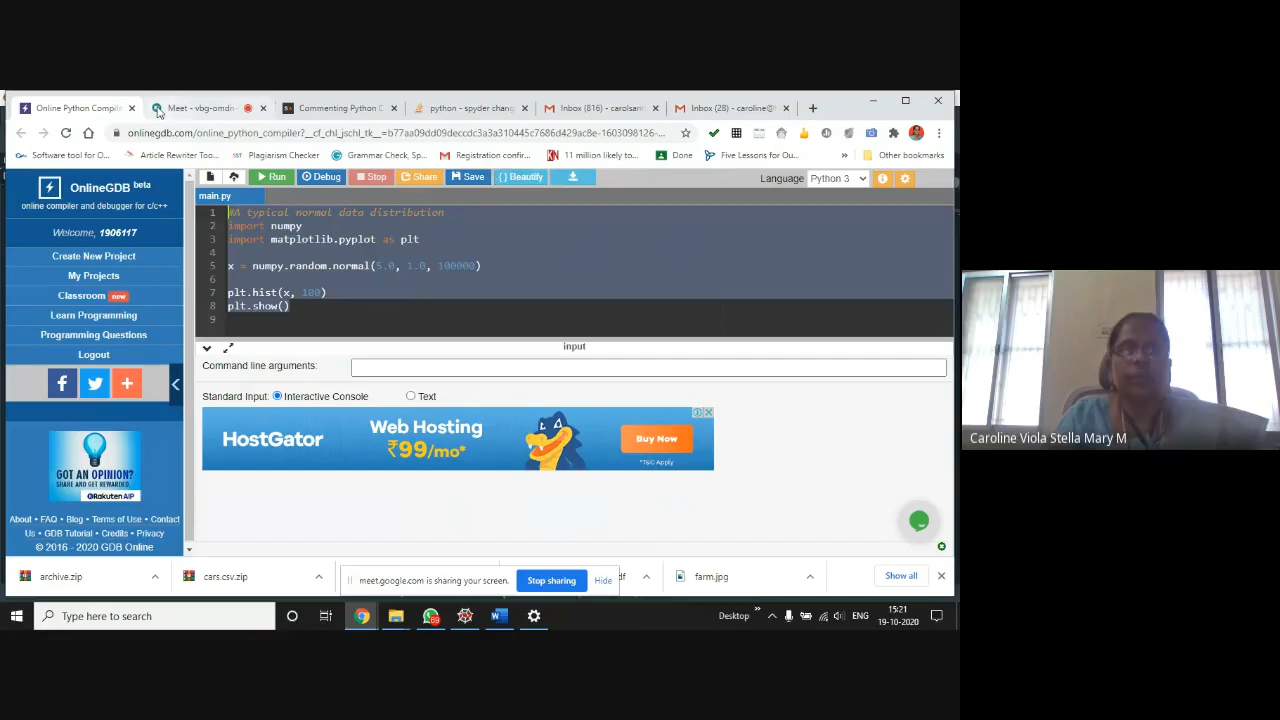 Online Python Compile
Meet - vbg-omdn-
Commenting Python C
python - spyder chang
Inbox (816) - carolsan
Inbox (28) - caroline@
onlinegdb.com/online_python_compiler?__cf_chl_jschl_tk__=b77aa09dd09deccdc3a3a310445c7686d429ac8e-1603098126-...
Software tool for O...
Article Rewriter Too...
Plagiarism Checker
Grammar Check, Sp...
Registration confir...
11 million likely to...
Done
Five Lessons for Ou...
»
Other bookmarks
OnlineGDB beta
online compiler and debugger for c/c++
Welcome, 1906117
Create New Project
My Projects
Classroom new
Learn Programming
Programming Questions
Logout
GOT AN OPINION?
SHARE AND GET REWARDED.
Rakuten AIP
About • FAQ • Blog • Terms of Use • Contact
Us • GDB Tutorial • Credits • Privacy
© 2016 - 2020 GDB Online
Run
Debug
Stop
Share
Save
{ } Beautify
Language Python 3
main.py
1 #A typical normal data distribution
2 import numpy
3 import matplotlib.pyplot as plt
4
5 x = numpy.random.normal(5.0, 1.0, 100000)
6
7 plt.hist(x, 100)
8 plt.show()
9
input
Command line arguments:
Standard Input: Interactive Console Text
HostGator
Web Hosting
₹99/mo*
Buy Now
*T&C Apply
archive.zip
cars.csv.zip
meet.google.com is sharing your screen.
Stop sharing
Hide
df
farm.jpg
Show all
Type here to search
89
Desktop
»
ENG
15:21
19-10-2020
Caroline Viola Stella Mary M